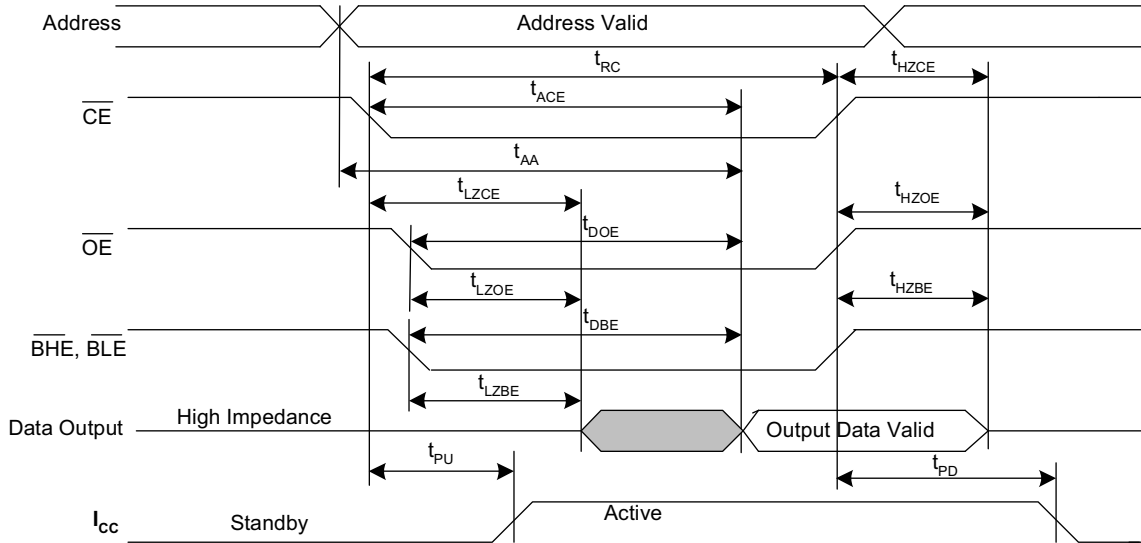 Address Address Valid
tRC tHZCE
tACE
CE
tAA
tLZCE tHZOE
OE
tDOE
tLZOE tHZBE
tDBE
BHE, BLE
tLZBE
High Impedance
Data Output Output Data Valid
tPU tPD
ICC Standby Active